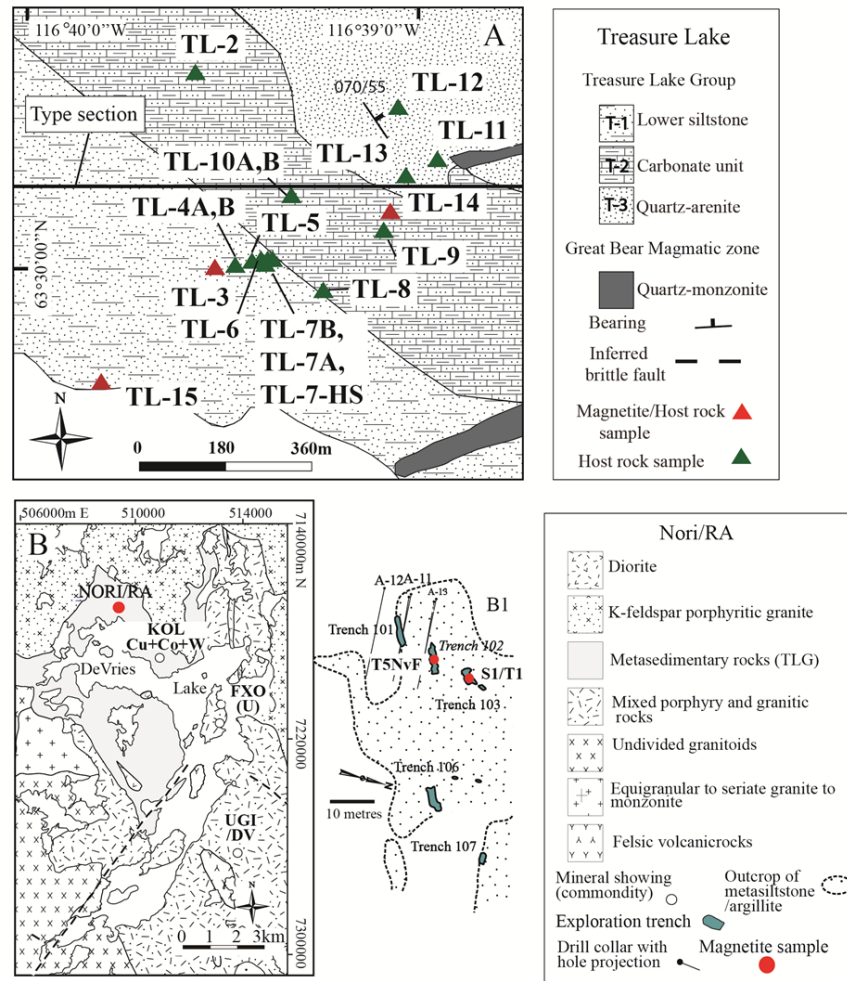 116°40'0"W
116°39'0"W
A
TL-2
070/55
TL-12
Type section
TL-11
TL-13
TL-10A,B
TL-4A,B
TL-5
TL-14
TL-9
63°30'00"N
TL-3
TL-8
TL-6
TL-7B,
TL-7A,
TL-7-HS
TL-15
N
0 180 360m
Treasure Lake
Treasure Lake Group
T-1 Lower siltstone
T-2 Carbonate unit
T-3 Quartz-arenite
Great Bear Magmatic zone
Quartz-monzonite
Bearing
Inferred
brittle fault
Magnetite/Host rock
sample
Host rock sample
506000m E 510000 514000
7140000m N
B
NORI/RA
KOL
Cu+Co+W
DeVries
Lake
FXO
(U)
7220000
UGI
/DV
N
0 1 2 3km
7300000
A-12 A-11
A-13
B1
Trench 101
Trench 102
T5NvF
S1/T1
Trench 103
Trench 106
N
10 metres
Trench 107
Nori/RA
Diorite
K-feldspar porphyritic granite
Metasedimentary rocks (TLG)
Mixed porphyry and granitic
rocks
Undivided granitoids
Equigranular to seriate granite to
monzonite
Felsic volcanicrocks
Mineral showing
(commodity)
Outcrop of
metasiltstone
/argillite
Exploration trench
Drill collar with
hole projection
Magnetite sample